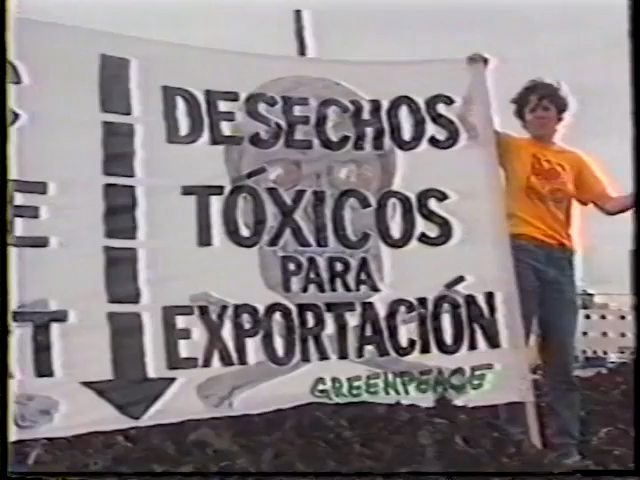 DESECHOS
TÓXICOS
PARA
EXPORTACIÓN
GREENPEACE